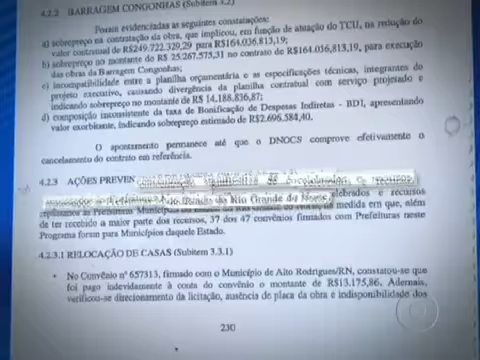 4.2.2 BARRAGEM CONGONHAS (Subitem 3.2)
Foram evidenciadas as seguintes constatações:
a) sobrepreço na contratação da obra, que implicou, em função de atuação do TCU, na redução do
valor contratual de R$249.722.329,29 para R$164.036.813,19;
b) sobrepreço no montante de R$ 25.267.575,31 no contrato de R$164.036.813,19, para execução
das obras da Barragem Congonhas;
c) incompatibilidade entre a planilha orçamentária e as especificações técnicas, integrantes do
projeto executivo, causando divergência da planilha contratual com serviço projetado e
indicando sobrepreço no montante de R$ 14.188.836,87;
d) composição inconsistente da taxa de Bonificação de Despesas Indiretas - BDI, apresentando
valor exorbitante, indicando sobrepreço estimado de R$2.696.584,40.
O apontamento permanece até que o DNOCS comprove efetivamente o
cancelamento do contrato em referência.
4.2.3 AÇÕES PREVEN
concentração significativa de
celebrados e recursos
do Rio Grande do Norte,
medida em que, além
de ter recebido a maior parte dos recursos, 37 dos 47 convênios firmados com Prefeituras neste
Programa foram para Municípios daquele Estado.
4.2.3.1 RELOCAÇÃO DE CASAS (Subitem 3.3.1)
• No Convênio nº 657313, firmado com o Município de Alto Rodrigues/RN, constatou-se que
foi pago indevidamente à conta do convênio o montante de R$13.175,86. Ademais,
verificou-se direcionamento da licitação, ausência de placa da obra e indisponibilidade dos
230